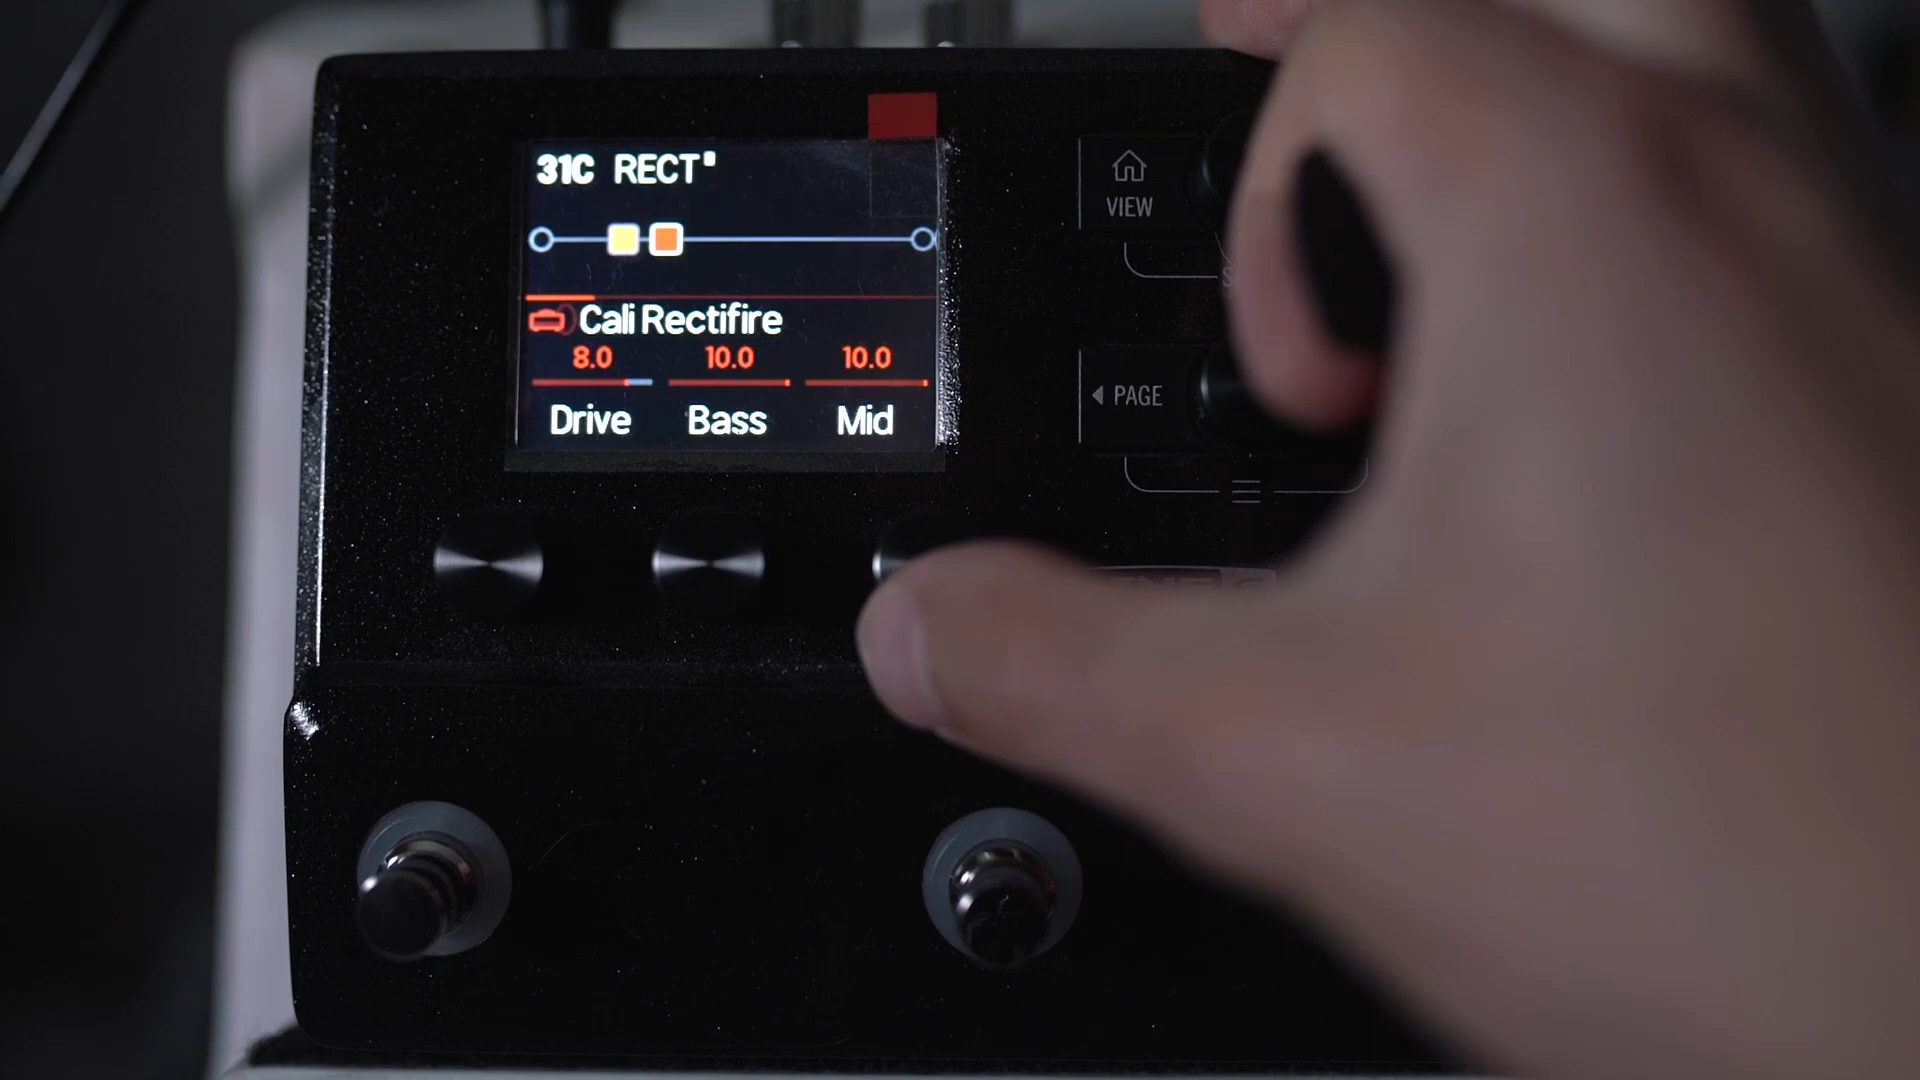 31C RECT
VIEW
Cali Rectifire
8.0 10.0 10.0
Drive Bass Mid
PAGE